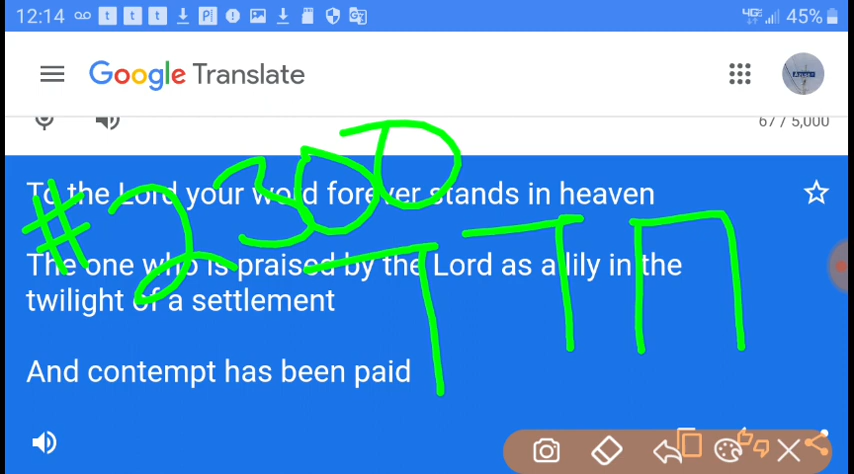 12:14
4G
45%
Google Translate
67 / 5,000
To the Lord your word forever stands in heaven
The one who is praised by the Lord as a lily in the
twilight of a settlement
And contempt has been paid